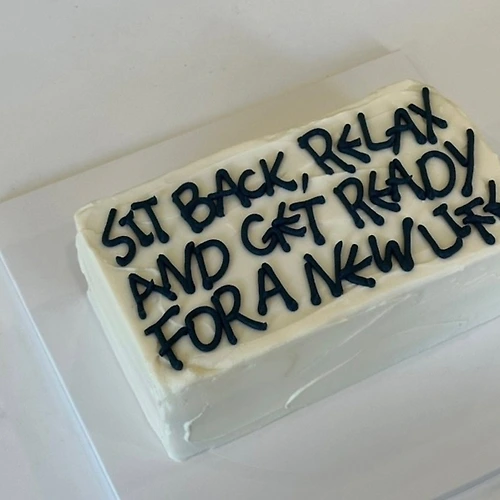 SIT BACK, RELAX
AND GET READY
FOR A NEW LIFE